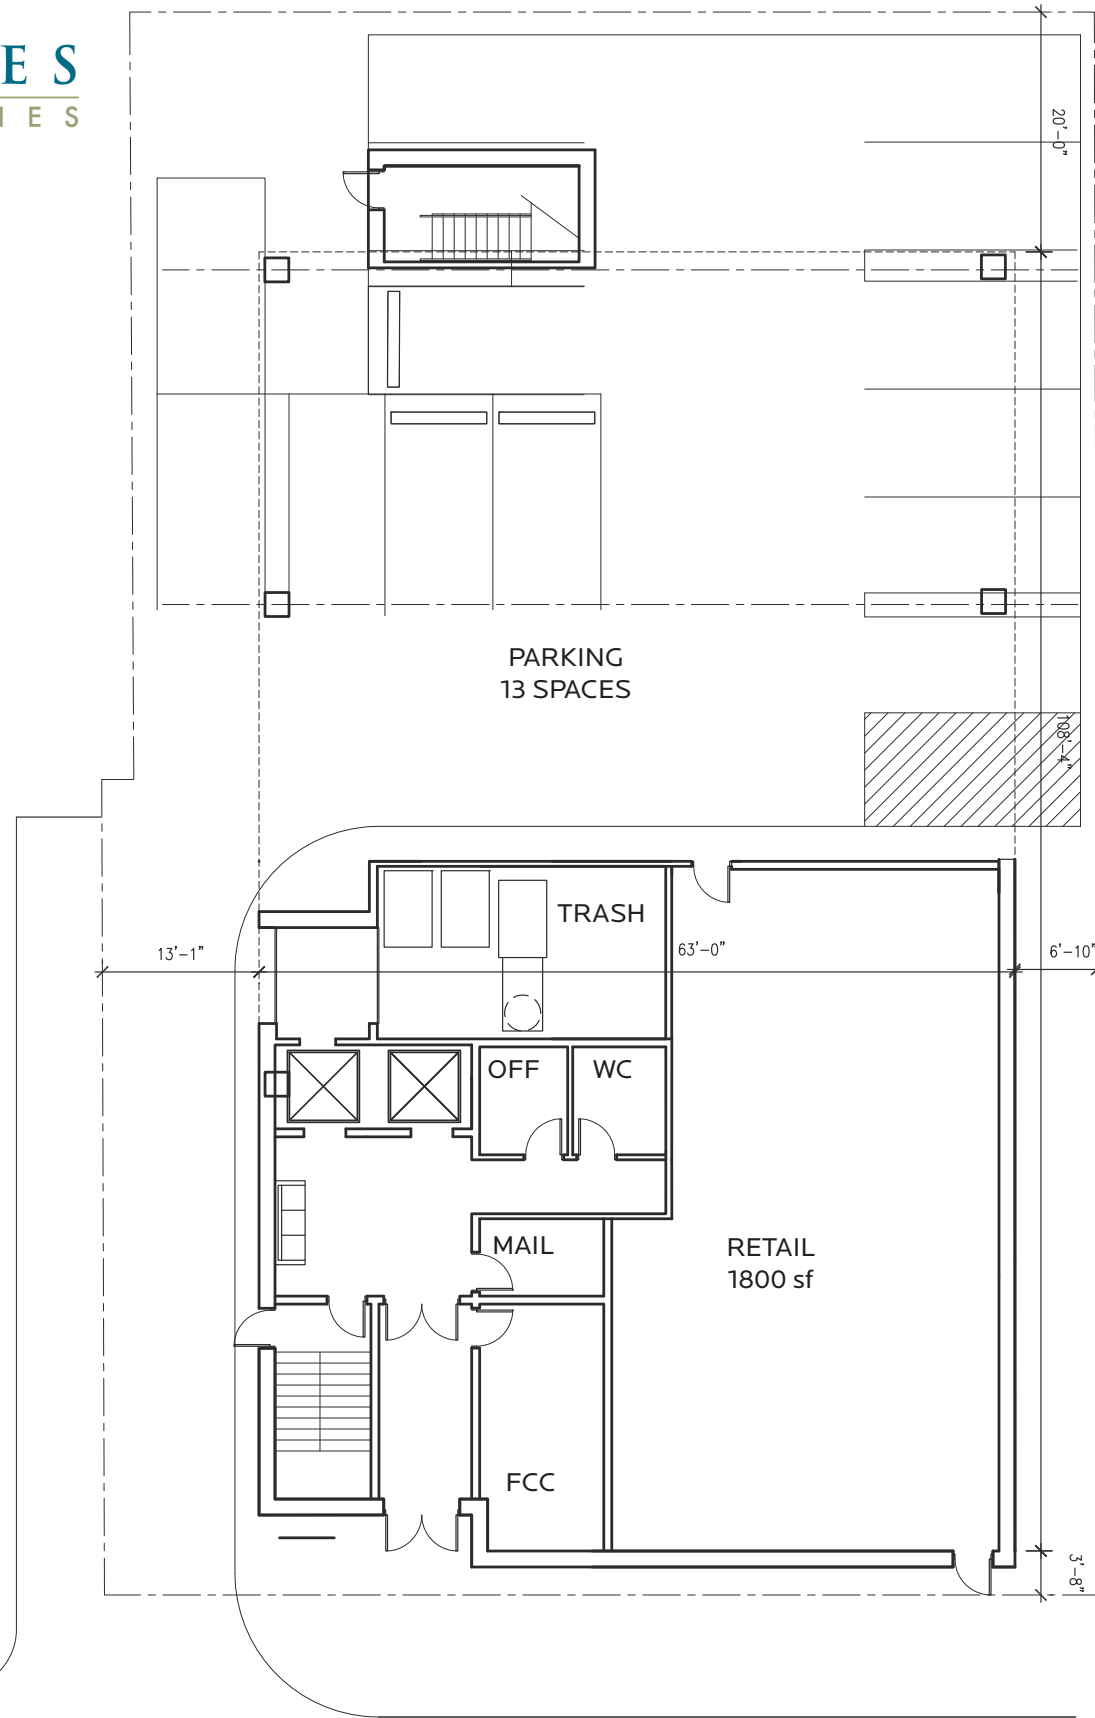 E S
I E S
20'-0"
PARKING
13 SPACES
108'-4"
TRASH
13'-1"
63'-0"
6'-10"
OFF
WC
MAIL
RETAIL
1800 sf
FCC
3'-8"